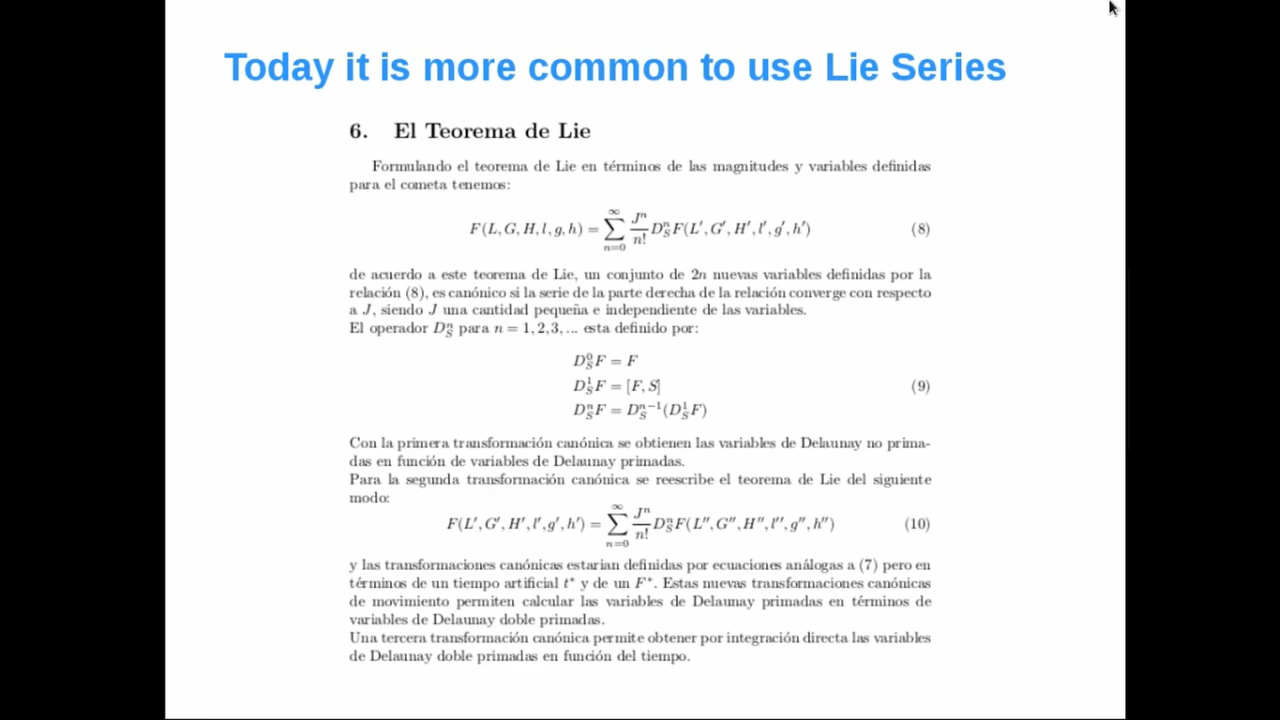 Today it is more common to use Lie Series
6. El Teorema de Lie
Formulando el teorema de Lie en términos de las magnitudes y variables definidas
para el cometa tenemos:
F(L, G, H, l, g, h) = ∑_{n=0}^{∞} J^n/n! D_S^n F(L′, G′, H′, l′, g′, h′) (8)
de acuerdo a este teorema de Lie, un conjunto de 2n nuevas variables definidas por la
relación (8), es canónico si la serie de la parte derecha de la relación converge con respecto
a J, siendo J una cantidad pequeña e independiente de las variables.
El operador D_S^n para n = 1, 2, 3, ... esta definido por:
D_S^0 F = F
D_S^1 F = [F, S] (9)
D_S^n F = D_S^{n−1}(D_S^1 F)
Con la primera transformación canónica se obtienen las variables de Delaunay no prima-
das en función de variables de Delaunay primadas.
Para la segunda transformación canónica se reescribe el teorema de Lie del siguiente
modo:
F(L′, G′, H′, l′, g′, h′) = ∑_{n=0}^{∞} J^n/n! D_S^n F(L″, G″, H″, l″, g″, h″) (10)
y las transformaciones canónicas estarian definidas por ecuaciones análogas a (7) pero en
términos de un tiempo artificial t* y de un F*. Estas nuevas transformaciones canónicas
de movimiento permiten calcular las variables de Delaunay primadas en términos de
variables de Delaunay doble primadas.
Una tercera transformación canónica permite obtener por integración directa las variables
de Delaunay doble primadas en función del tiempo.